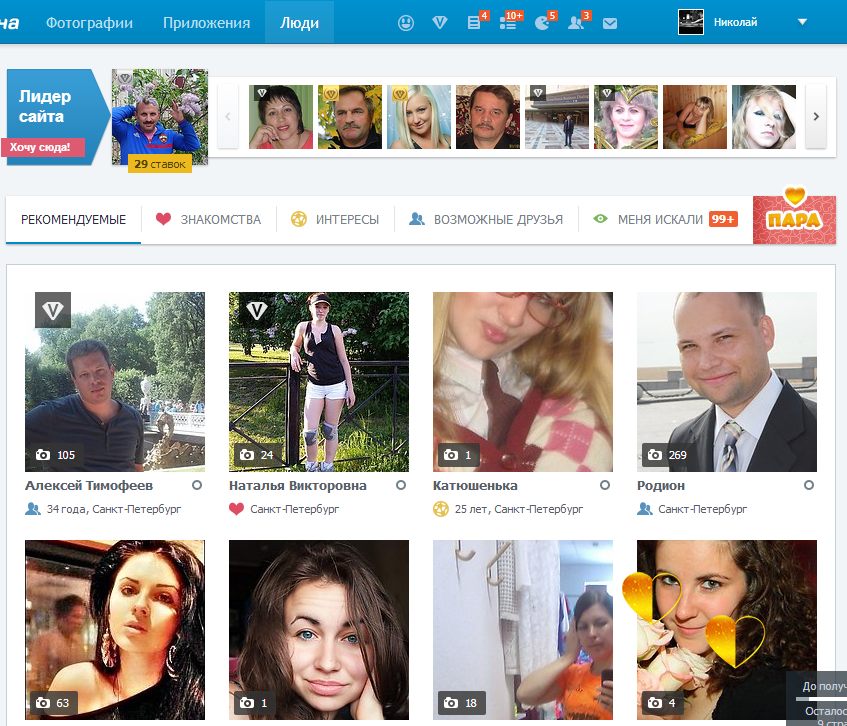 на Фотографии Приложения Люди 4 10+ 5 3 Николай
Лидер
сайта
Хочу сюда!
29 ставок
РЕКОМЕНДУЕМЫЕ ЗНАКОМСТВА ИНТЕРЕСЫ ВОЗМОЖНЫЕ ДРУЗЬЯ МЕНЯ ИСКАЛИ 99+ ПАРА
105 24 1 269
Алексей Тимофеев Наталья Викторовна Катюшенька Родион
34 года, Санкт-Петербург Санкт-Петербург 25 лет, Санкт-Петербург Санкт-Петербург
До получ
63 1 18 4
Осталос
9 стра